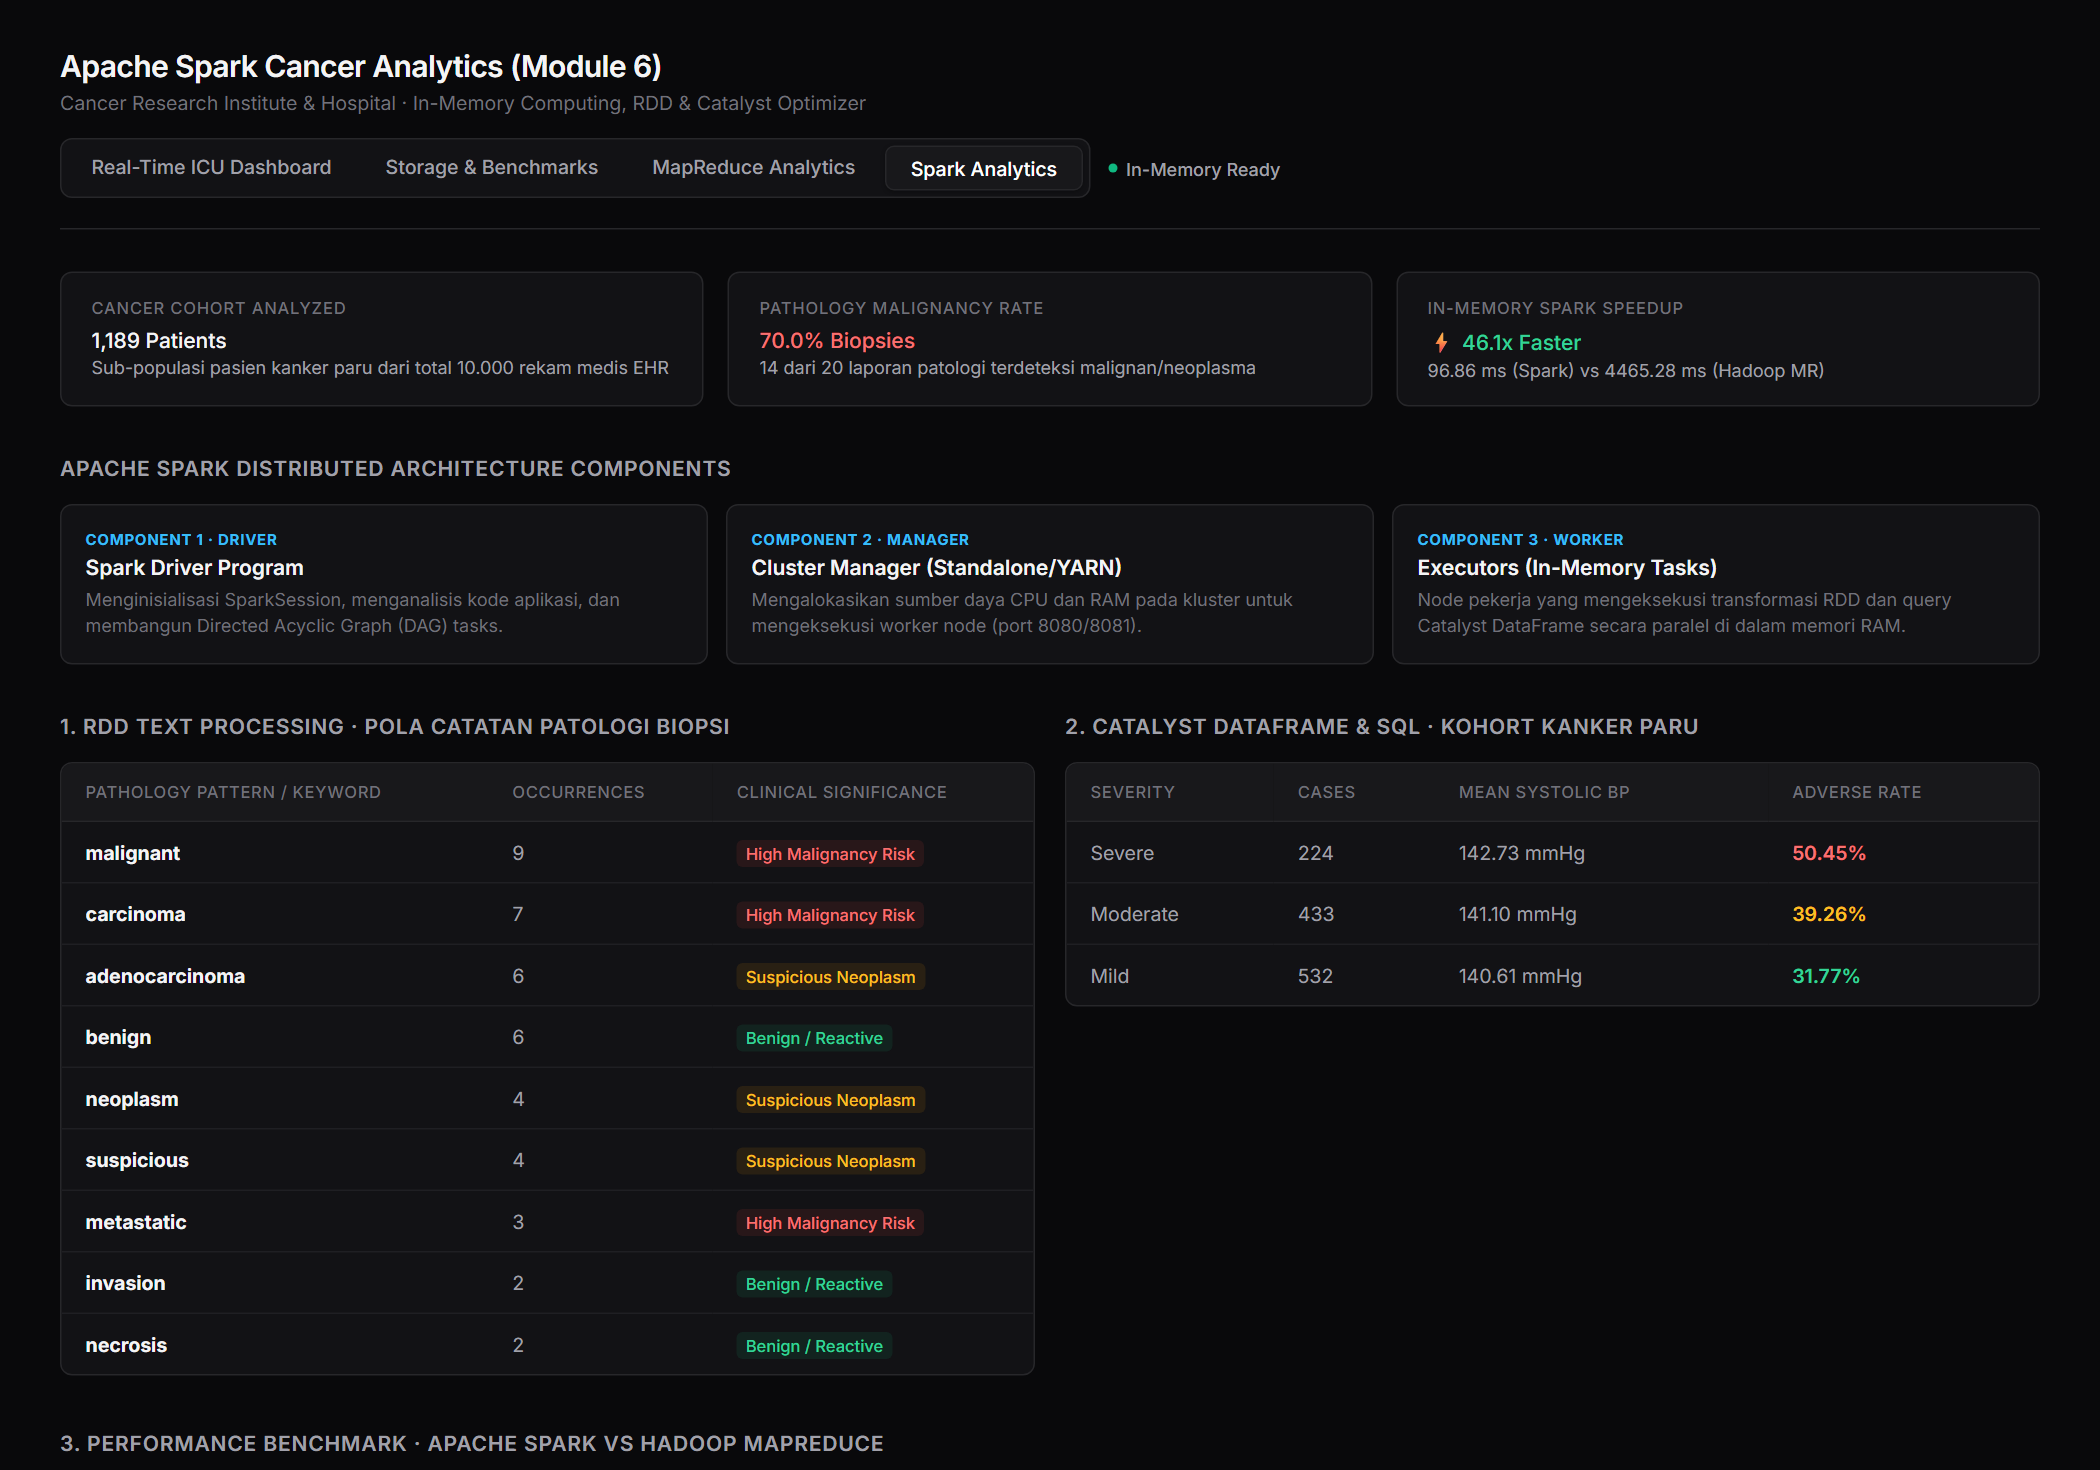 Apache Spark Cancer Analytics (Module 6)
Cancer Research Institute & Hospital · In-Memory Computing, RDD & Catalyst Optimizer
Real-Time ICU Dashboard
Storage & Benchmarks
MapReduce Analytics
Spark Analytics
In-Memory Ready
CANCER COHORT ANALYZED
1,189 Patients
Sub-populasi pasien kanker paru dari total 10.000 rekam medis EHR
PATHOLOGY MALIGNANCY RATE
70.0% Biopsies
14 dari 20 laporan patologi terdeteksi malignan/neoplasma
IN-MEMORY SPARK SPEEDUP
46.1x Faster
96.86 ms (Spark) vs 4465.28 ms (Hadoop MR)
APACHE SPARK DISTRIBUTED ARCHITECTURE COMPONENTS
COMPONENT 1 · DRIVER
Spark Driver Program
Menginisialisasi SparkSession, menganalisis kode aplikasi, dan
membangun Directed Acyclic Graph (DAG) tasks.
COMPONENT 2 · MANAGER
Cluster Manager (Standalone/YARN)
Mengalokasikan sumber daya CPU dan RAM pada kluster untuk
mengeksekusi worker node (port 8080/8081).
COMPONENT 3 · WORKER
Executors (In-Memory Tasks)
Node pekerja yang mengeksekusi transformasi RDD dan query
Catalyst DataFrame secara paralel di dalam memori RAM.
1. RDD TEXT PROCESSING · POLA CATATAN PATOLOGI BIOPSI
PATHOLOGY PATTERN / KEYWORD OCCURRENCES CLINICAL SIGNIFICANCE
malignant 9 High Malignancy Risk
carcinoma 7 High Malignancy Risk
adenocarcinoma 6 Suspicious Neoplasm
benign 6 Benign / Reactive
neoplasm 4 Suspicious Neoplasm
suspicious 4 Suspicious Neoplasm
metastatic 3 High Malignancy Risk
invasion 2 Benign / Reactive
necrosis 2 Benign / Reactive
2. CATALYST DATAFRAME & SQL · KOHORT KANKER PARU
SEVERITY CASES MEAN SYSTOLIC BP ADVERSE RATE
Severe 224 142.73 mmHg 50.45%
Moderate 433 141.10 mmHg 39.26%
Mild 532 140.61 mmHg 31.77%
3. PERFORMANCE BENCHMARK · APACHE SPARK VS HADOOP MAPREDUCE